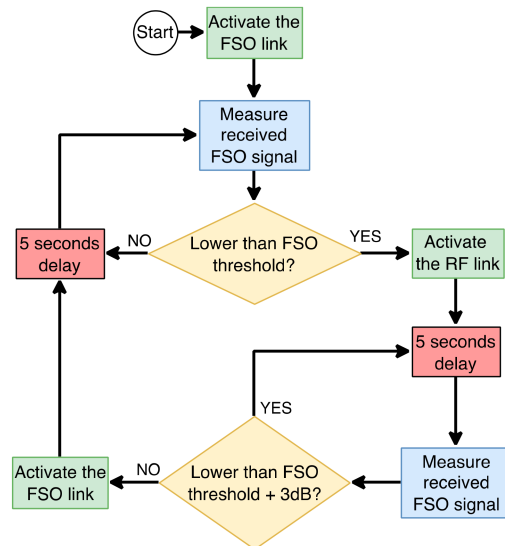 Start
Activate the
FSO link
Measure
received
FSO signal
Lower than FSO
threshold?
NO
YES
5 seconds
delay
Activate
the RF link
5 seconds
delay
YES
Measure
received
FSO signal
Lower than FSO
threshold + 3dB?
NO
Activate the
FSO link